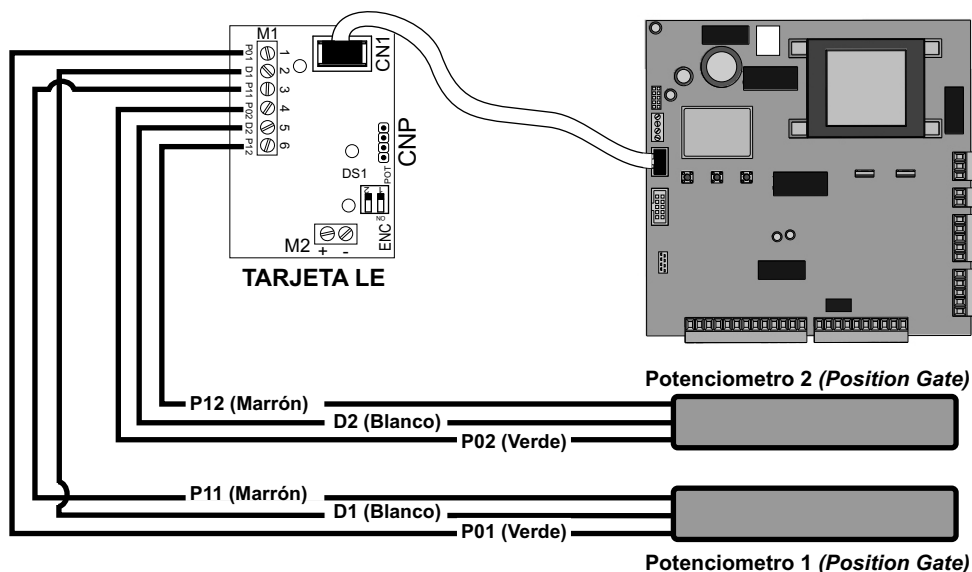 M1
CN1
P01
D1
P11
P02
D2
P12
1
2
3
4
5
6
CNP
POT
DS1
NO
ENC
M2
+ -
TARJETA LE
Potenciometro 2 (Position Gate)
P12 (Marrón)
D2 (Blanco)
P02 (Verde)
P11 (Marrón)
D1 (Blanco)
P01 (Verde)
Potenciometro 1 (Position Gate)